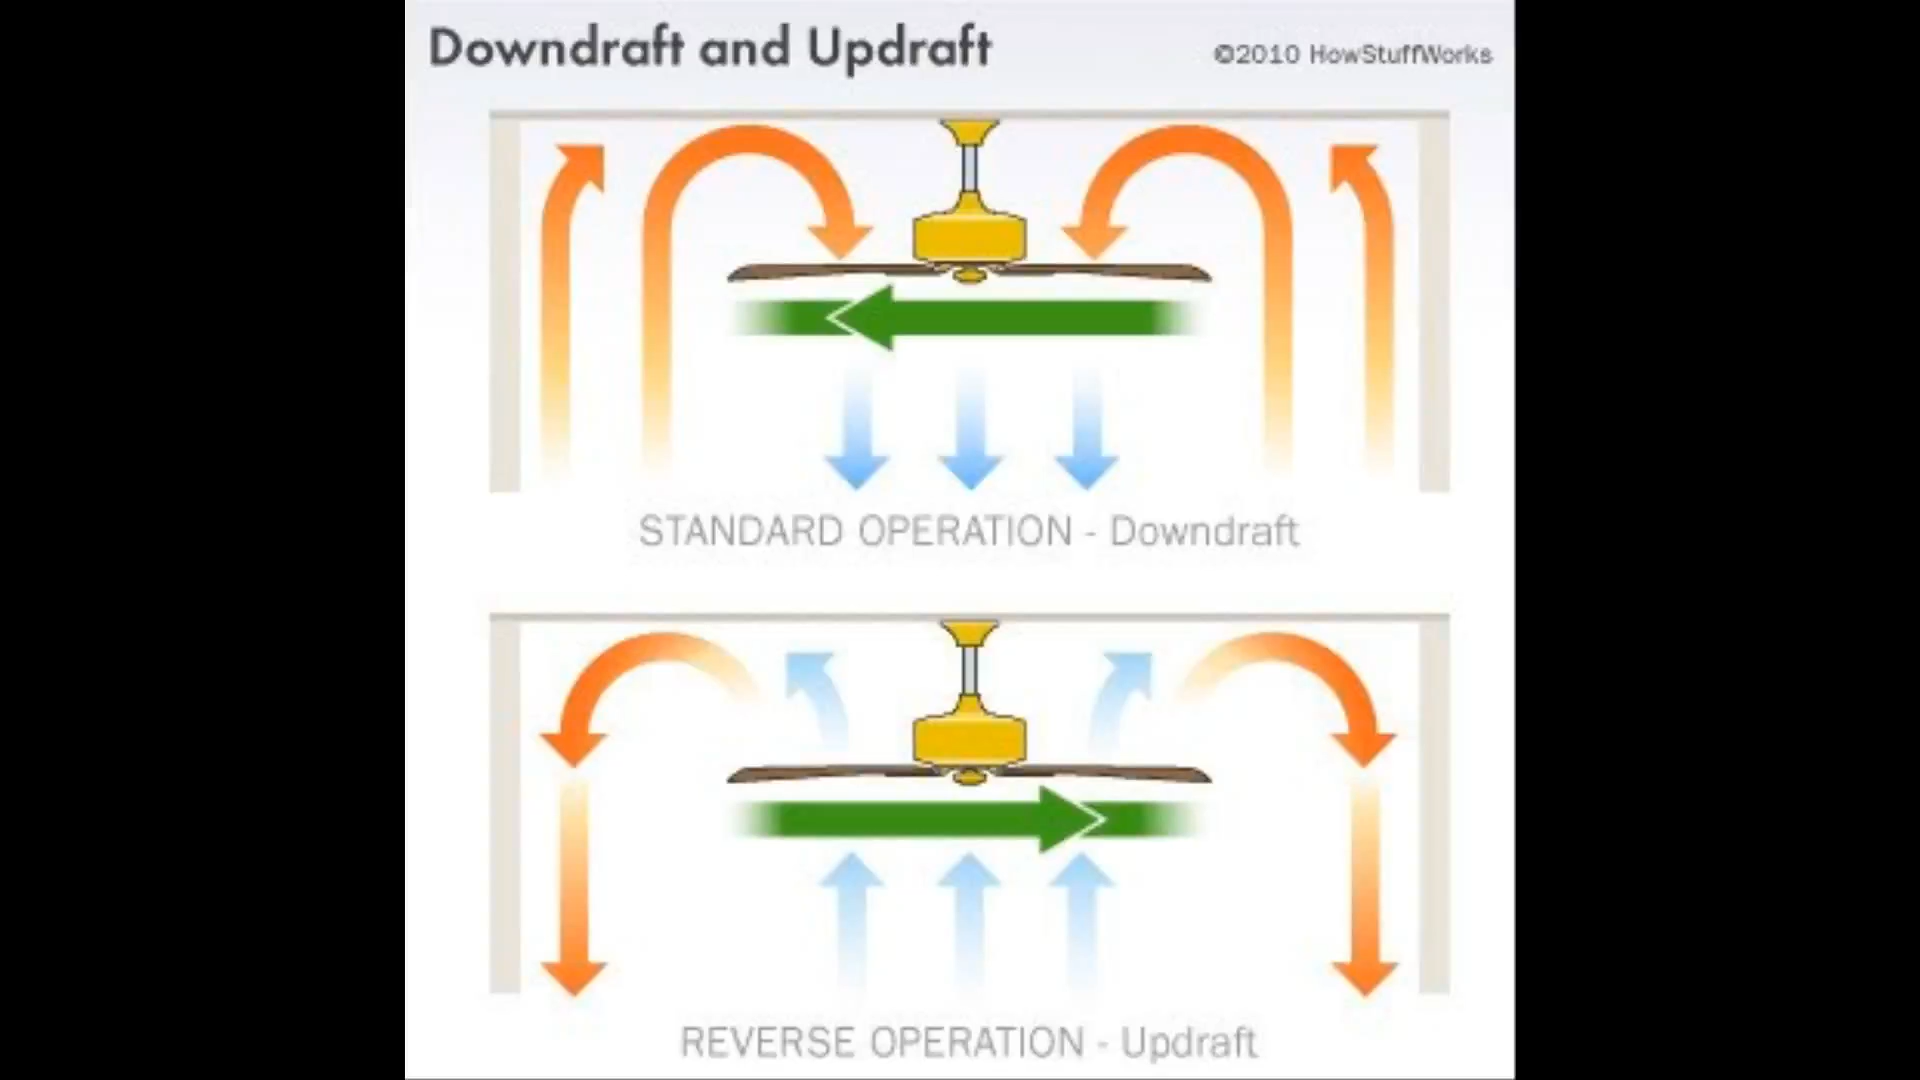 Downdraft and Updraft
©2010 HowStuffWorks
STANDARD OPERATION - Downdraft
REVERSE OPERATION - Updraft